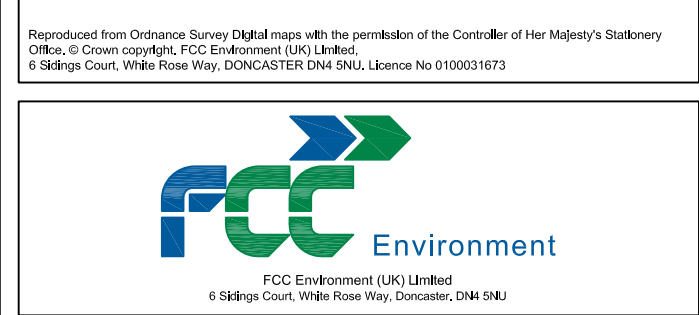 Reproduced from Ordnance Survey Digital maps with the permission of the Controller of Her Majesty's Stationery
Office. © Crown copyright. FCC Environment (UK) Limited,
6 Sidings Court, White Rose Way, DONCASTER DN4 5NU. Licence No 0100031673
FCC
Environment
FCC Environment (UK) Limited
6 Sidings Court, White Rose Way, Doncaster. DN4 5NU